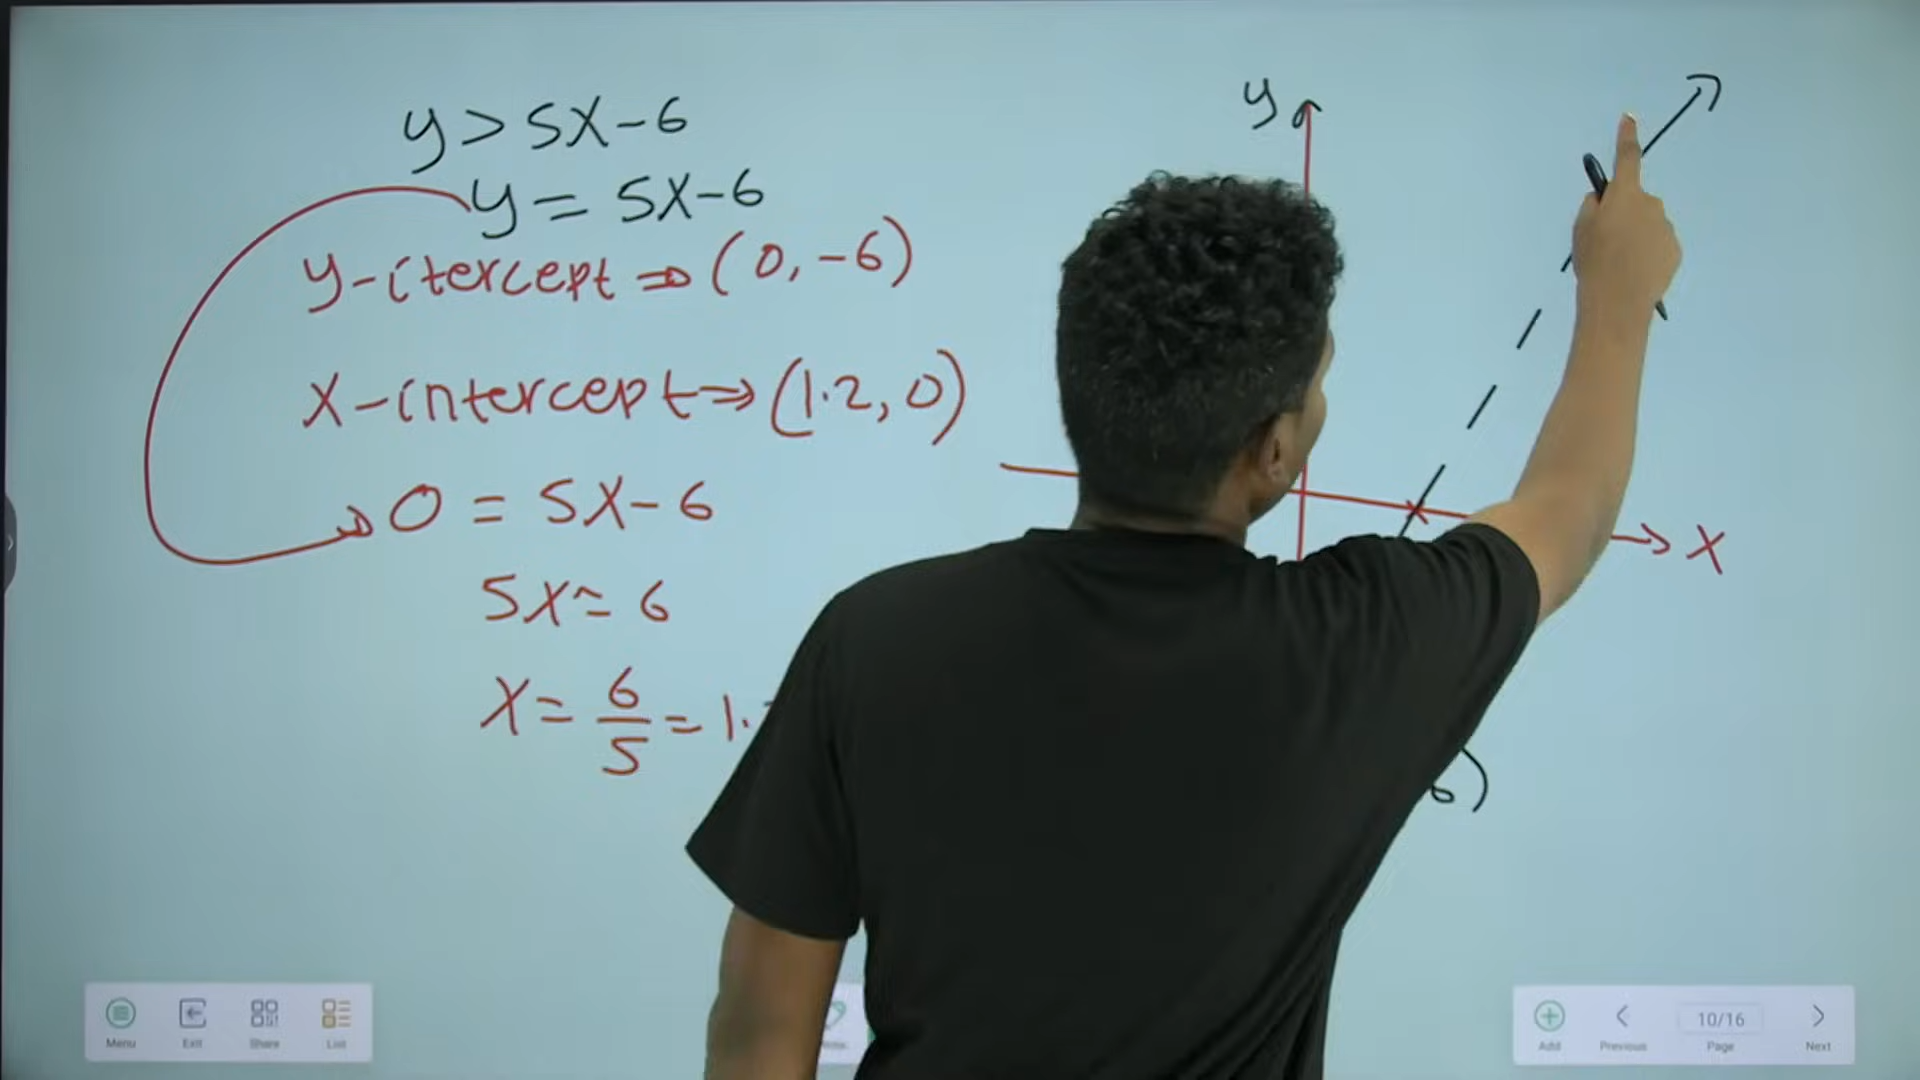 y > 5x-6
y = 5x-6
y-itercept ⇒ (0, -6)
x-intercept ⇒ (1.2, 0)
0 = 5x-6
5x = 6
x = 6/5 = 1.
y
x
6)
Menu
Exit
Share
List
Add
Previous
10/16
Page
Next